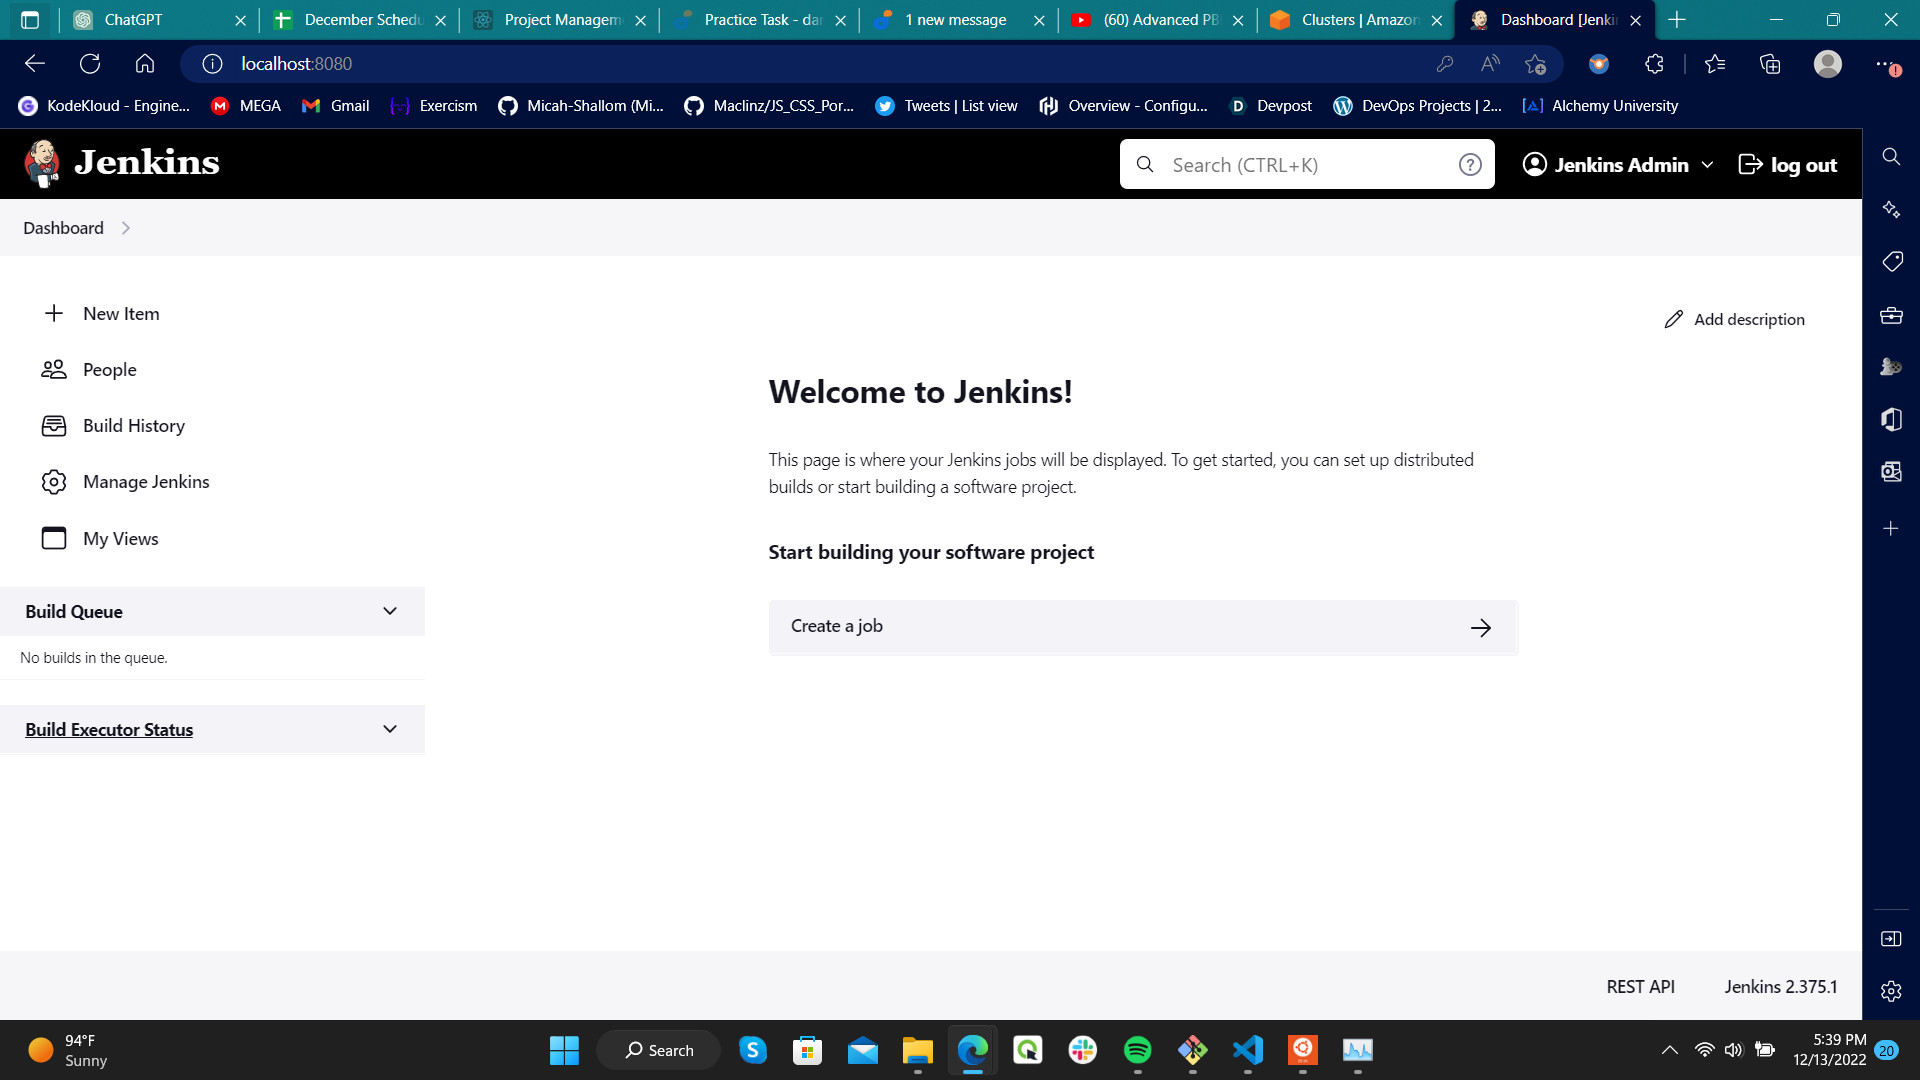 ChatGPT
December Schedu
Project Managem
Practice Task - dar
1 new message
(60) Advanced PB
Clusters | Amazon
Dashboard [Jenkin
localhost:8080
KodeKloud - Engine...
MEGA
Gmail
Exercism
Micah-Shallom (Mi...
Maclinz/JS_CSS_Por...
Tweets | List view
Overview - Configu...
Devpost
DevOps Projects | 2...
Alchemy University
Jenkins
Search (CTRL+K)
Jenkins Admin
log out
Dashboard
New Item
People
Build History
Manage Jenkins
My Views
Build Queue
No builds in the queue.
Build Executor Status
Add description
Welcome to Jenkins!
This page is where your Jenkins jobs will be displayed. To get started, you can set up distributed
builds or start building a software project.
Start building your software project
Create a job
REST API
Jenkins 2.375.1
94°F
Sunny
Search
5:39 PM
12/13/2022
20